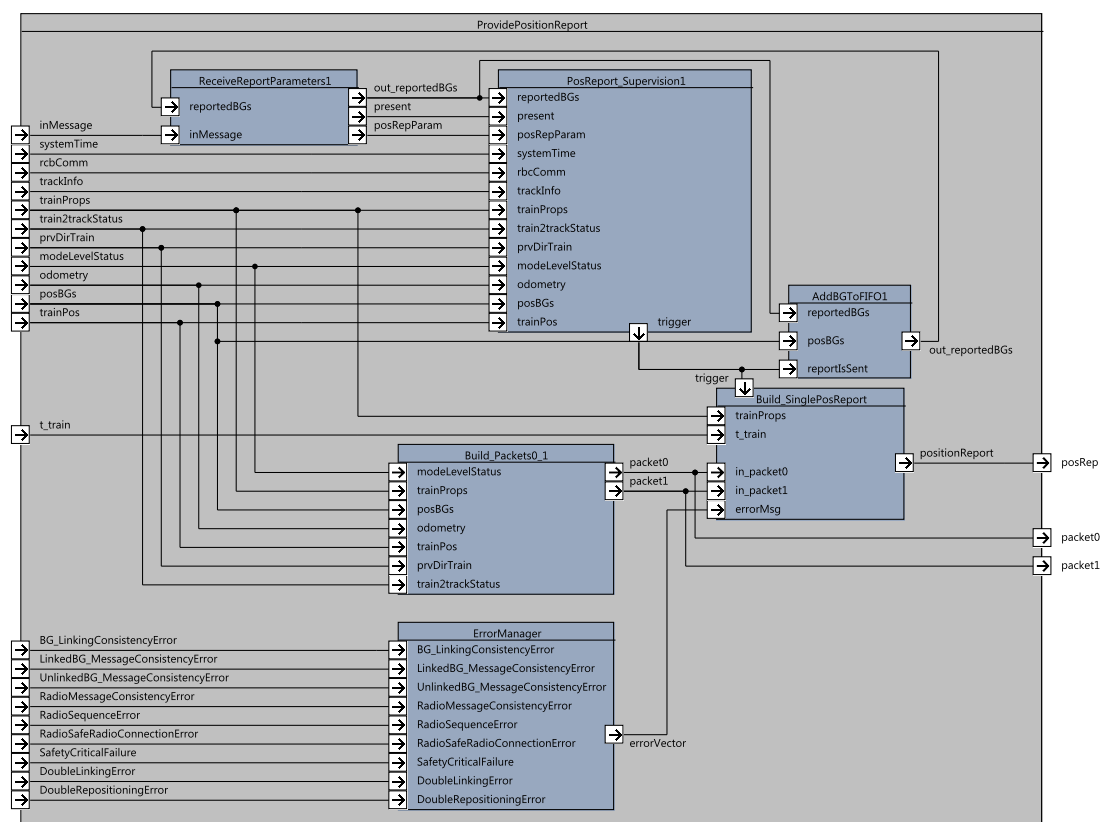 ProvidePositionReport
ReceiveReportParameters1
reportedBGs
inMessage
out_reportedBGs
present
posRepParam
PosReport_Supervision1
reportedBGs
present
posRepParam
systemTime
rbcComm
trackInfo
trainProps
train2trackStatus
prvDirTrain
modeLevelStatus
odometry
posBGs
trainPos
trigger
inMessage
systemTime
rcbComm
trackInfo
trainProps
train2trackStatus
prvDirTrain
modeLevelStatus
odometry
posBGs
trainPos
AddBGToFIFO1
reportedBGs
posBGs
reportIsSent
out_reportedBGs
trigger
Build_SinglePosReport
trainProps
t_train
in_packet0
in_packet1
errorMsg
positionReport
posRep
packet0
packet1
t_train
Build_Packets0_1
modeLevelStatus
trainProps
posBGs
odometry
trainPos
prvDirTrain
train2trackStatus
packet0
packet1
ErrorManager
BG_LinkingConsistencyError
LinkedBG_MessageConsistencyError
UnlinkedBG_MessageConsistencyError
RadioMessageConsistencyError
RadioSequenceError
RadioSafeRadioConnectionError
SafetyCriticalFailure
DoubleLinkingError
DoubleRepositioningError
BG_LinkingConsistencyError
LinkedBG_MessageConsistencyError
UnlinkedBG_MessageConsistencyError
RadioMessageConsistencyError
RadioSequenceError
RadioSafeRadioConnectionError
SafetyCriticalFailure
DoubleLinkingError
DoubleRepositioningError
errorVector